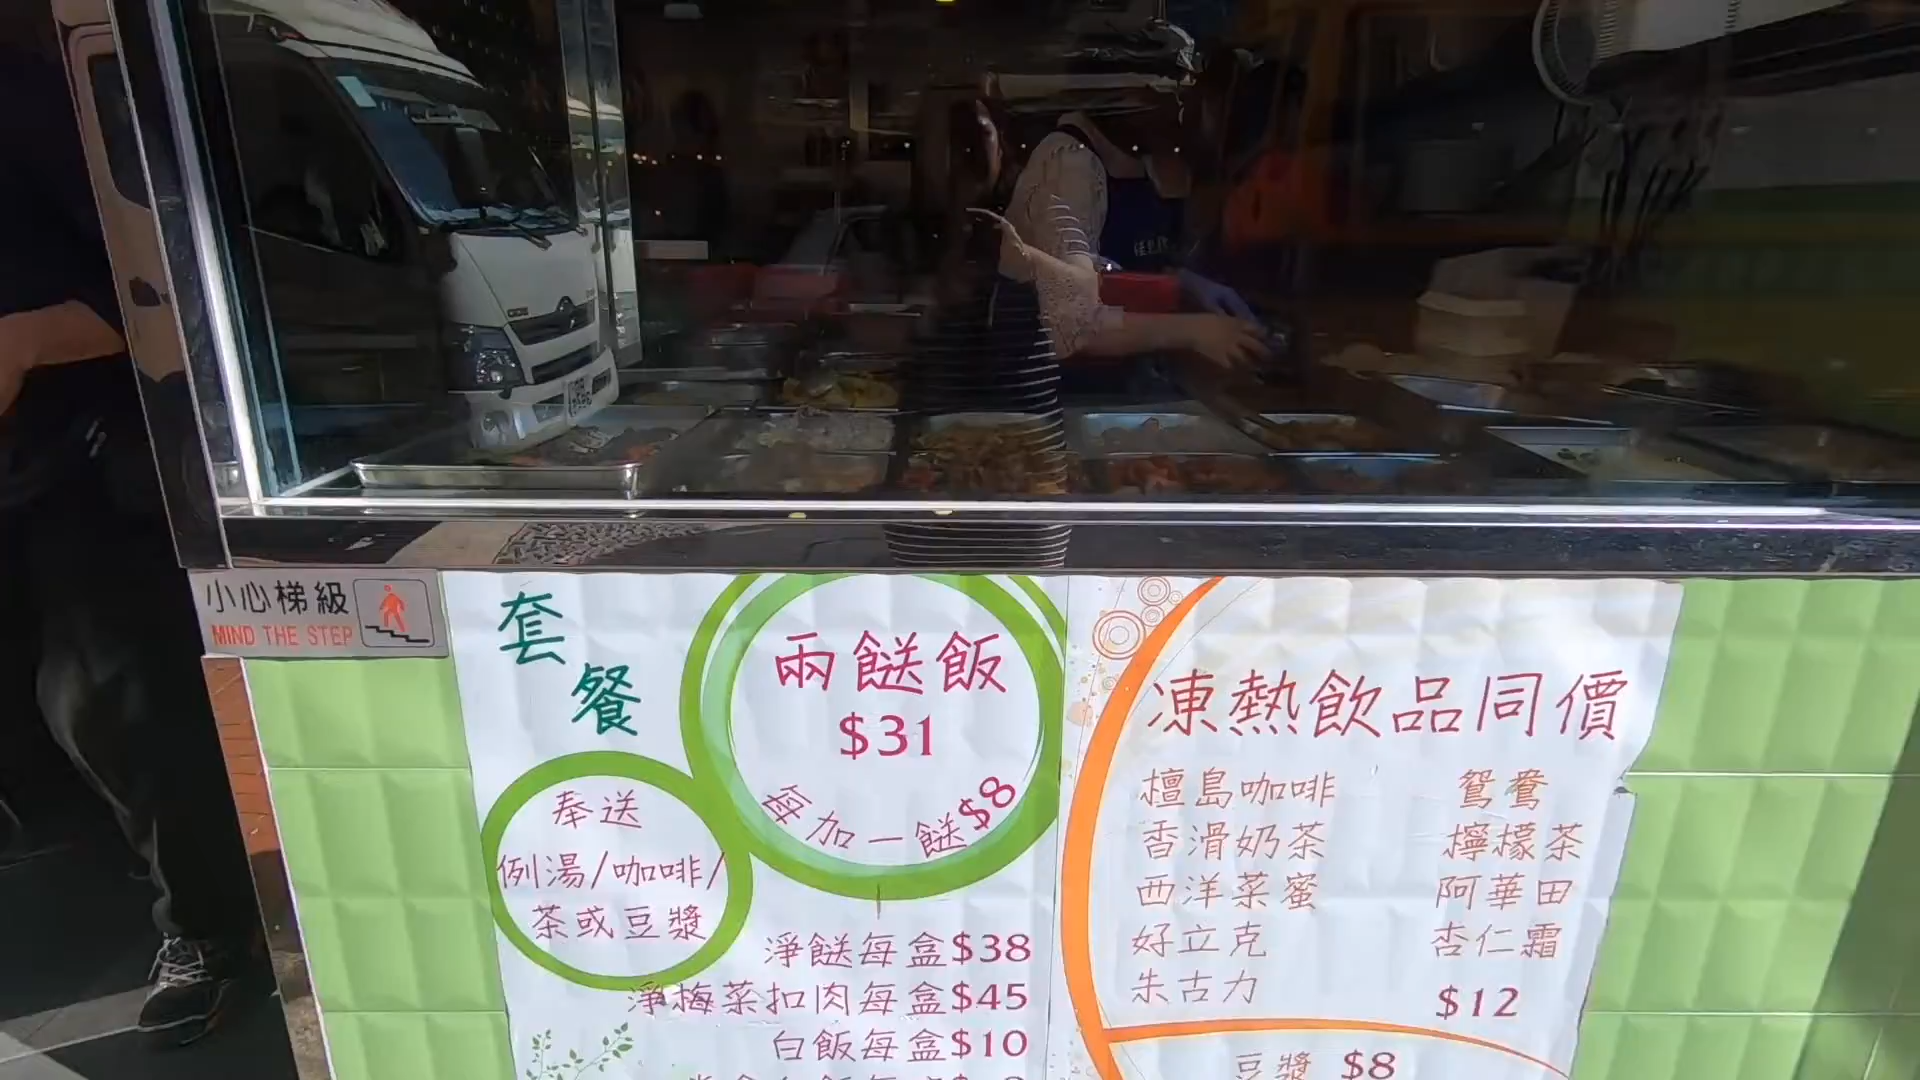 小心梯級
MIND THE STEP
套餐
兩餸飯
$31
每加一餸$8
奉送
例湯/咖啡/
茶或豆漿
淨餸每盒$38
淨梅菜扣肉每盒$45
白飯每盒$10
凍熱飲品同價
檀島咖啡 鴛鴦
香滑奶茶 檸檬茶
西洋菜蜜 阿華田
好立克 杏仁霜
朱古力 $12
豆漿 $8